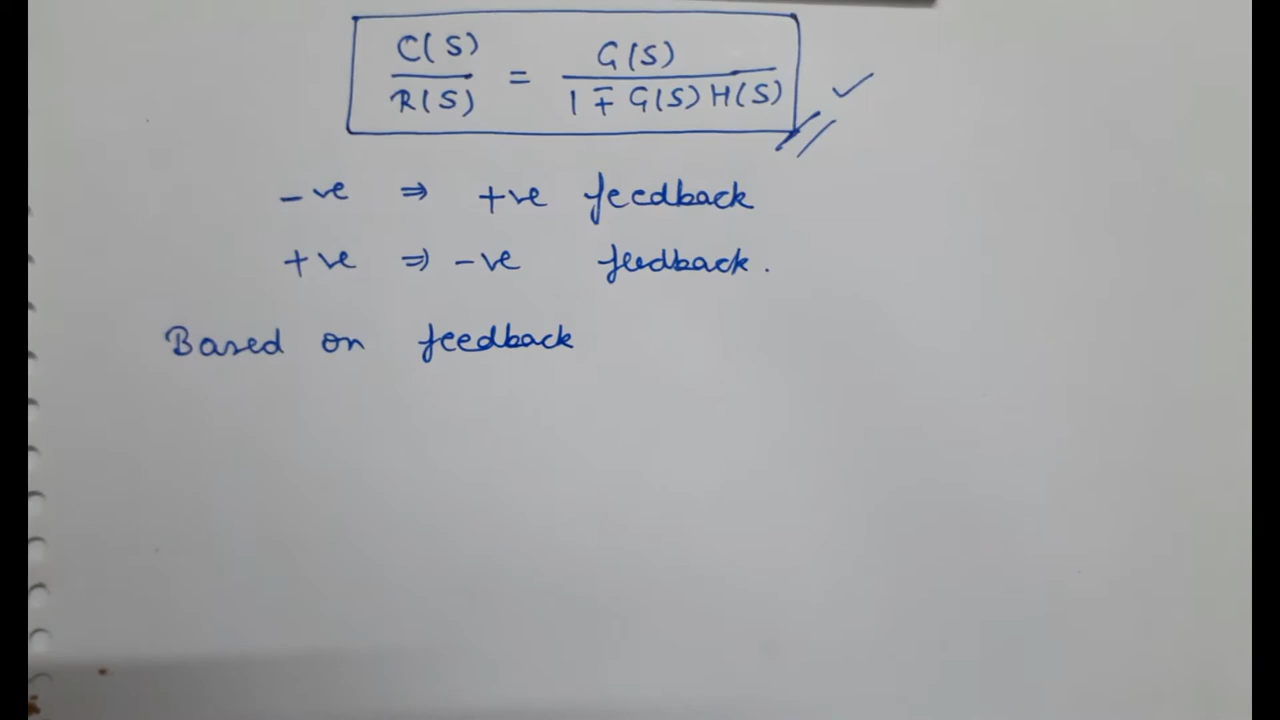 C(S) / R(S) = G(S) / 1 ∓ G(S) H(S)
-ve ⇒ +ve feedback
+ve ⇒ -ve feedback.
Based on feedback